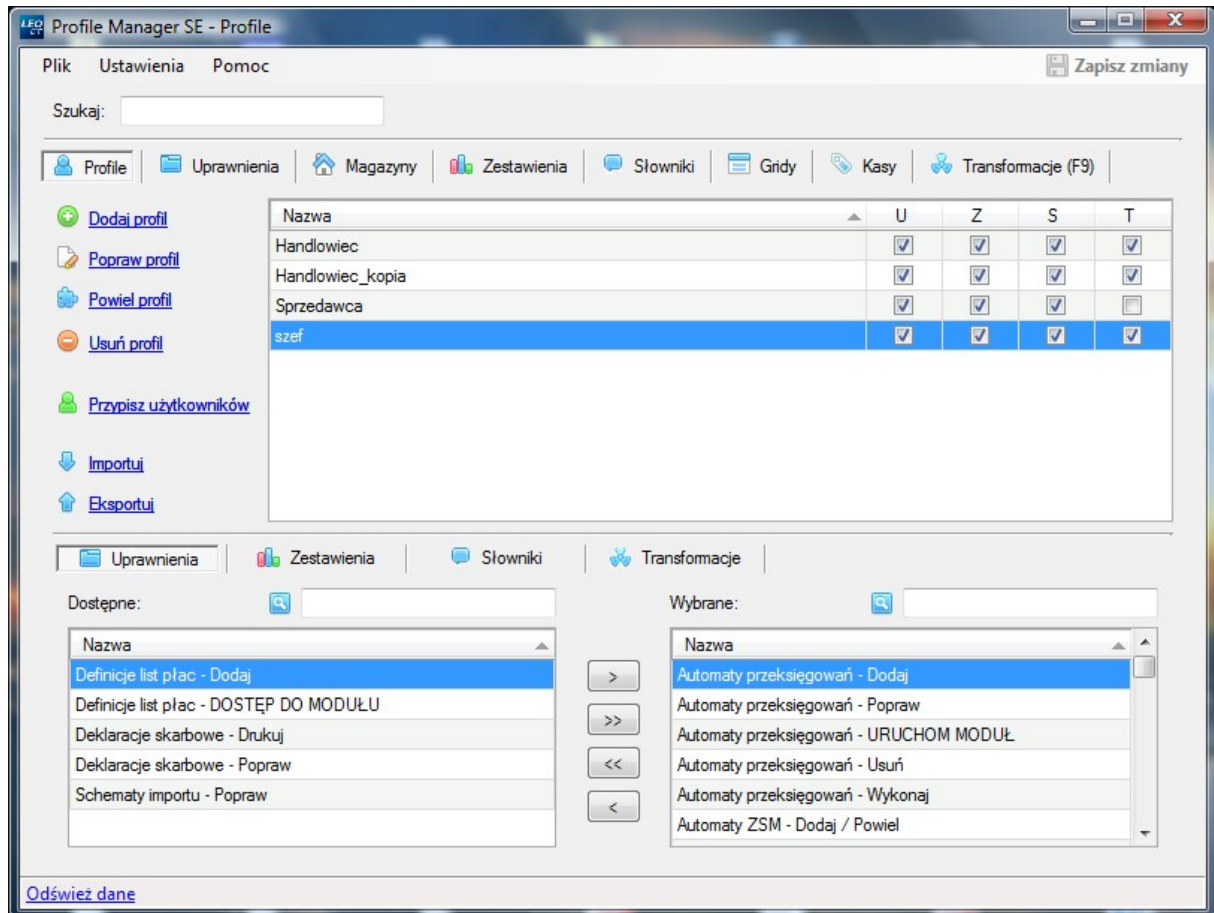 LEO CT Profile Manager SE - Profile
Plik Ustawienia Pomoc Zapisz zmiany
Szukaj:
Profile Uprawnienia Magazyny Zestawienia Słowniki Gridy Kasy Transformacje (F9)
Dodaj profil
Popraw profil
Powiel profil
Usuń profil
Przypisz użytkowników
Importuj
Eksportuj
Nazwa U Z S T
Handlowiec
Handlowiec_kopia
Sprzedawca
szef
Uprawnienia Zestawienia Słowniki Transformacje
Dostępne:
Nazwa
Definicje list płac - Dodaj
Definicje list płac - DOSTĘP DO MODUŁU
Deklaracje skarbowe - Drukuj
Deklaracje skarbowe - Popraw
Schematy importu - Popraw
>
>>
<<
<
Wybrane:
Nazwa
Automaty przeksięgowań - Dodaj
Automaty przeksięgowań - Popraw
Automaty przeksięgowań - URUCHOM MODUŁ
Automaty przeksięgowań - Usuń
Automaty przeksięgowań - Wykonaj
Automaty ZSM - Dodaj / Powiel
Odśwież dane